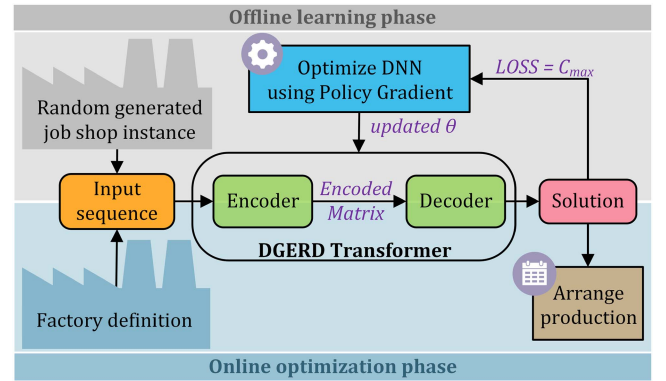 Offline learning phase
Random generated
job shop instance
Optimize DNN
using Policy Gradient
LOSS = Cmax
updated θ
Input
sequence
Encoder
Encoded
Matrix
Decoder
Solution
DGERD Transformer
Factory definition
Arrange
production
Online optimization phase